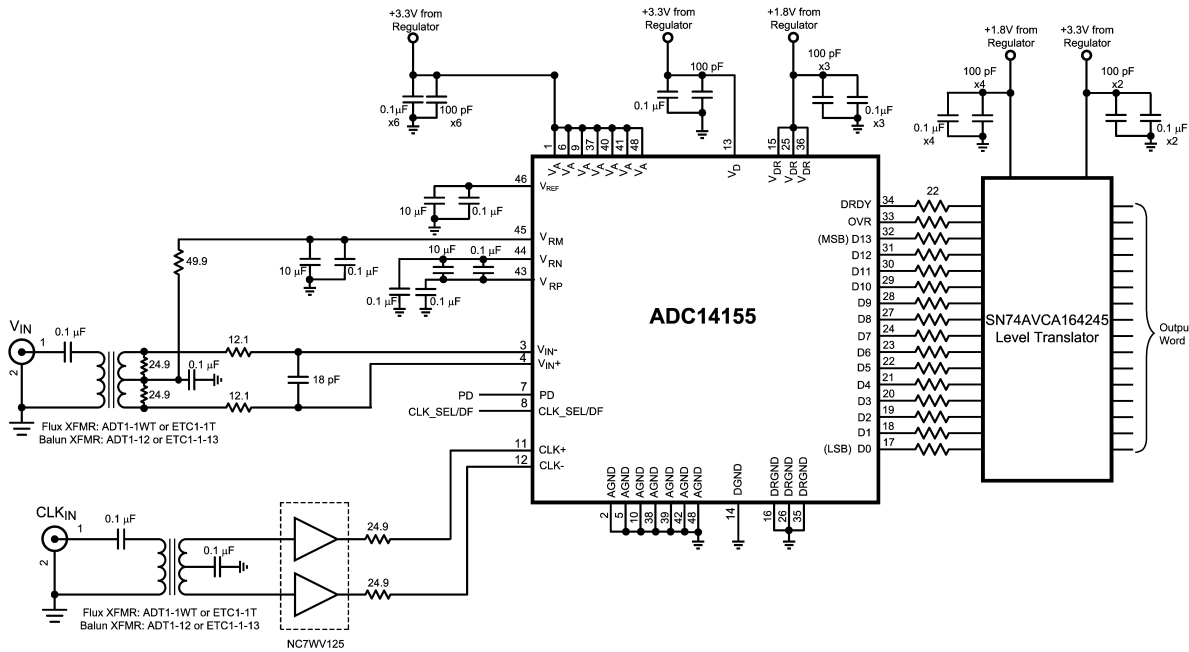 +3.3V from
Regulator
+3.3V from
Regulator
+1.8V from
Regulator
+1.8V from
Regulator
+3.3V from
Regulator
0.1µF
x6
100 pF
x6
0.1 µF
100 pF
100 pF
x3
0.1µF
x3
100 pF
x4
0.1 µF
x4
100 pF
x2
0.1 µF
x2
1 6 9 37 40 41 48
13
15 25 36
VA VA VA VA VA VA VA
VD
VDR VDR VDR
46 VREF
10 µF 0.1 µF
45 VRM
49.9
10 µF 0.1 µF
44 VRN
10 µF 0.1 µF
43 VRP
0.1 µF 0.1 µF
ADC14155
VIN
1
2
0.1 µF
24.9
24.9
0.1 µF
12.1
12.1
18 pF
3 VIN-
4 VIN+
Flux XFMR: ADT1-1WT or ETC1-1T
Balun XFMR: ADT1-12 or ETC1-1-13
PD 7 PD
CLK_SEL/DF 8 CLK_SEL/DF
11 CLK+
12 CLK-
DRDY 34 22
OVR 33
(MSB) D13 32
D12 31
D11 30
D10 29
D9 28
D8 27
D7 24
D6 23
D5 22
D4 21
D3 20
D2 19
D1 18
(LSB) D0 17
SN74AVCA164245
Level Translator
Outpu
Word
AGND AGND AGND AGND AGND AGND AGND
DGND
DRGND DRGND DRGND
2 5 10 38 39 42 48
14
16 26 35
CLKIN
1
2
0.1 µF
0.1 µF
24.9
24.9
Flux XFMR: ADT1-1WT or ETC1-1T
Balun XFMR: ADT1-12 or ETC1-1-13
NC7WV125